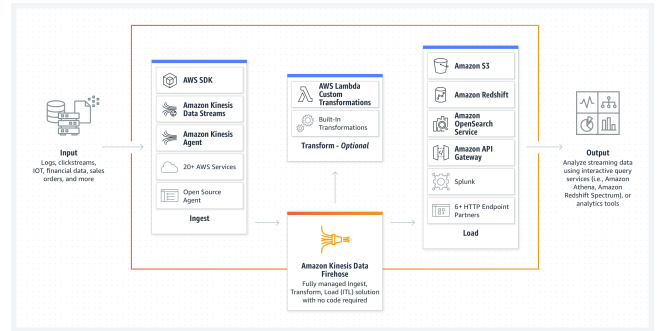 Input
Logs, clickstreams,
IOT, financial data, sales
orders, and more
AWS SDK
Amazon Kinesis
Data Streams
Amazon Kinesis
Agent
20+ AWS Services
Open Source
Agent
Ingest
AWS Lambda
Custom
Transformations
Built-In
Transformations
Transform - Optional
Amazon Kinesis Data
Firehose
Fully managed Ingest,
Transform, Load (ITL) solution
with no code required
Amazon S3
Amazon Redshift
Amazon
OpenSearch
Service
Amazon API
Gateway
Splunk
6+ HTTP Endpoint
Partners
Load
Output
Analyze streaming data
using interactive query
services (i.e., Amazon
Athena, Amazon
Redshift Spectrum), or
analytics tools